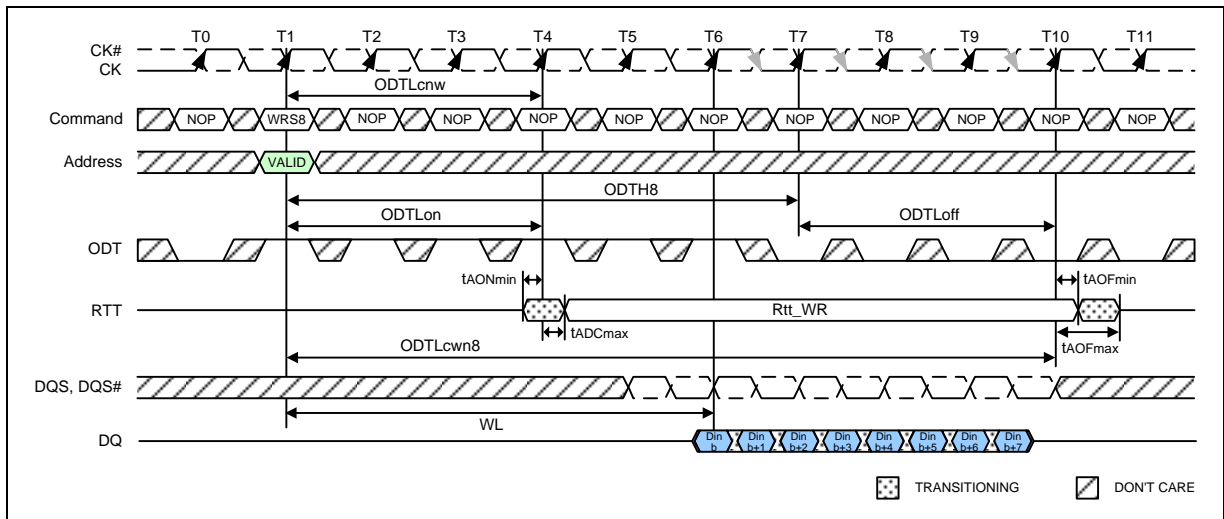 T0 T1 T2 T3 T4 T5 T6 T7 T8 T9 T10 T11
CK#
CK
ODTLcnw
Command NOP WRS8 NOP NOP NOP NOP NOP NOP NOP NOP NOP NOP
Address VALID
ODTH8
ODTLon ODTLoff
ODT
tAONmin tAOFmin
RTT Rtt_WR
tADCmax tAOFmax
ODTLcwn8
DQS, DQS#
WL
DQ Din b Din b+1 Din b+2 Din b+3 Din b+4 Din b+5 Din b+6 Din b+7
TRANSITIONING DON'T CARE